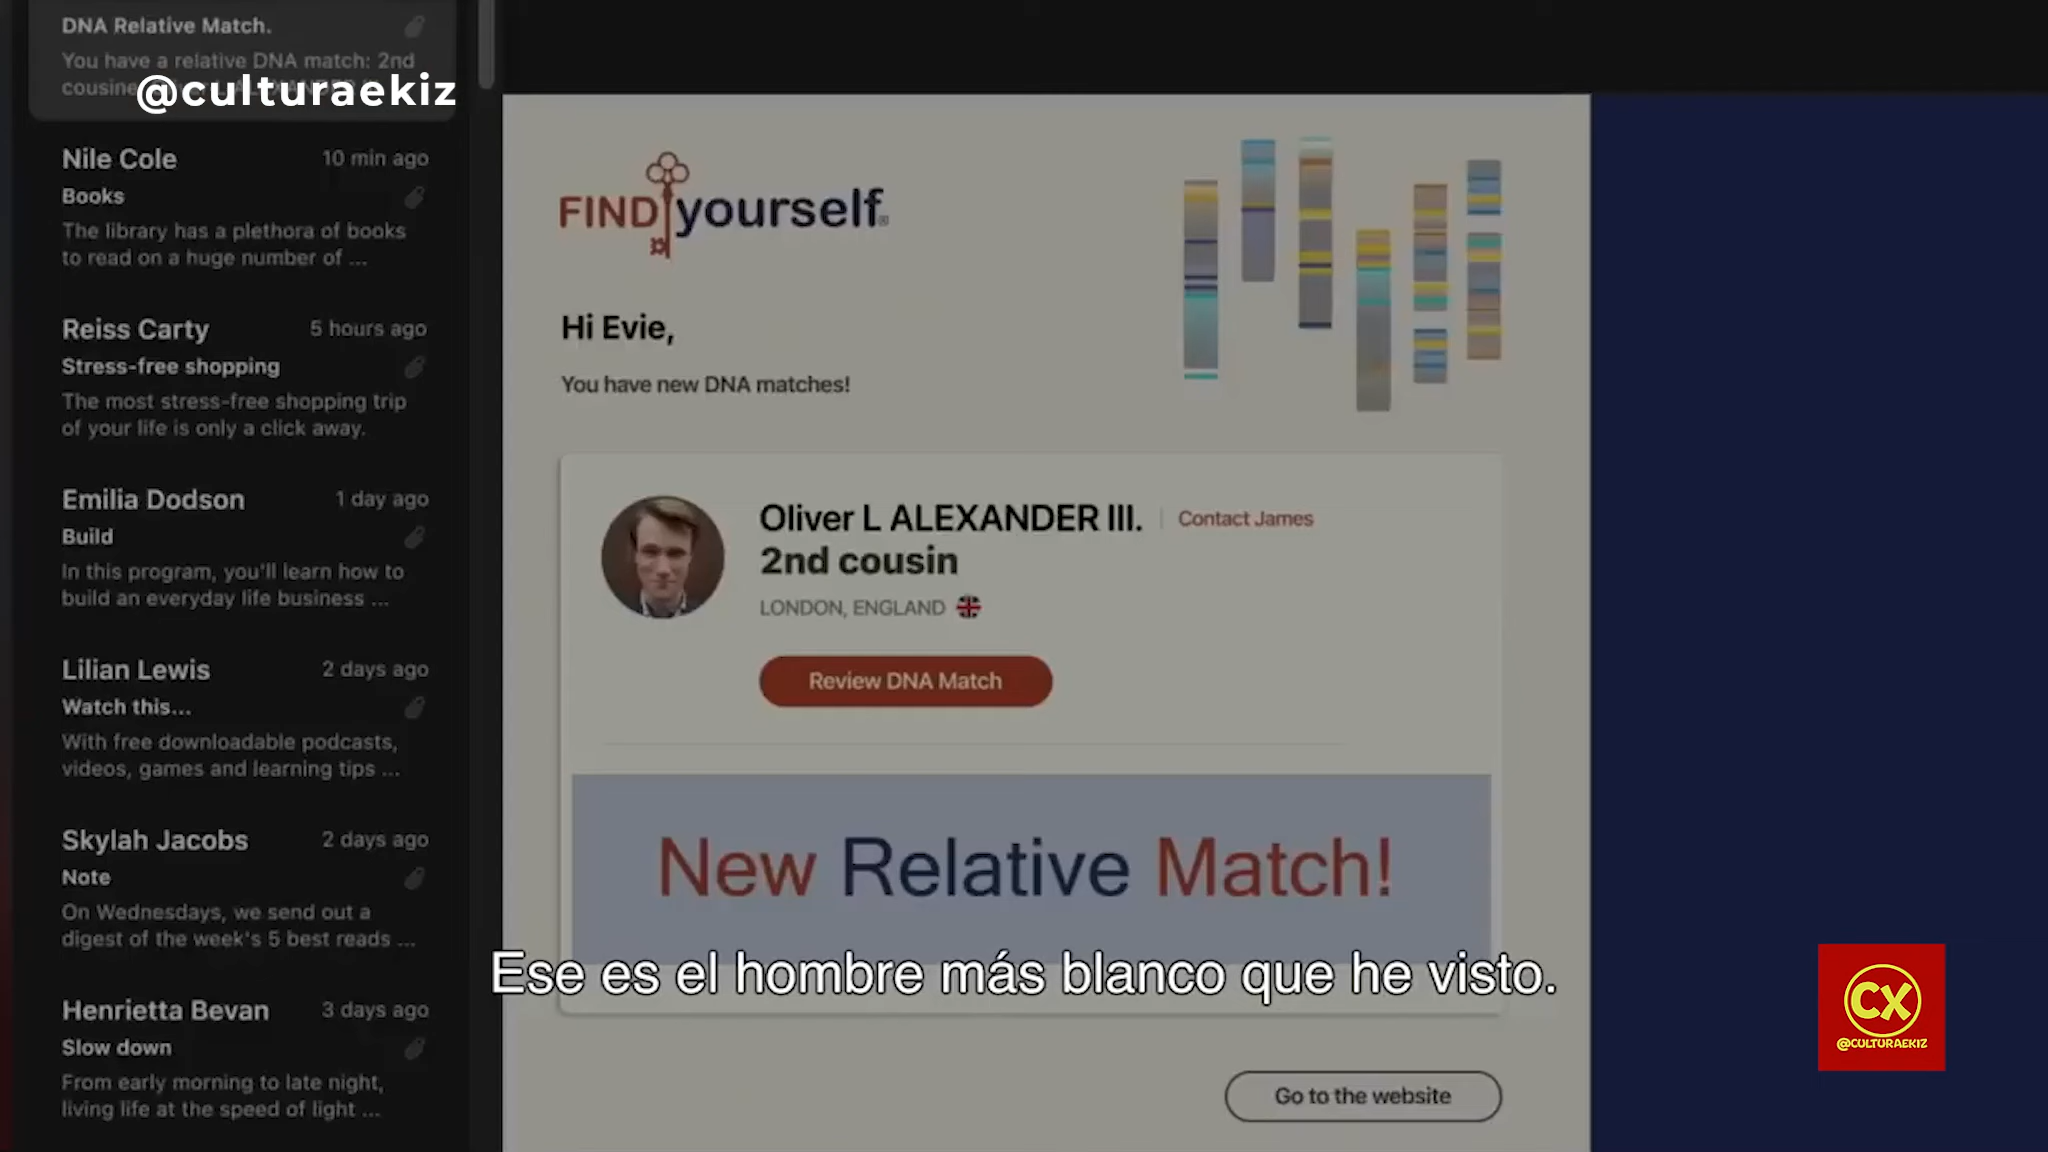 DNA Relative Match.
You have a relative DNA match: 2nd
@culturaekiz
Nile Cole 10 min ago
Books
The library has a plethora of books
to read on a huge number of ...
Reiss Carty 5 hours ago
Stress-free shopping
The most stress-free shopping trip
of your life is only a click away.
Emilia Dodson 1 day ago
Build
In this program, you'll learn how to
build an everyday life business ...
Lilian Lewis 2 days ago
Watch this...
With free downloadable podcasts,
videos, games and learning tips ...
Skylah Jacobs 2 days ago
Note
On Wednesdays, we send out a
digest of the week's 5 best reads ...
Henrietta Bevan 3 days ago
Slow down
From early morning to late night,
living life at the speed of light ...
FIND yourself®
Hi Evie,
You have new DNA matches!
Oliver L ALEXANDER III. Contact James
2nd cousin
LONDON, ENGLAND
Review DNA Match
New Relative Match!
Ese es el hombre más blanco que he visto.
Go to the website
CX
@CULTURAEKIZ